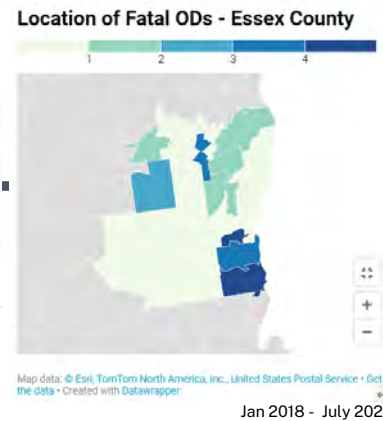 Location of Fatal ODs - Essex County
1 2 3 4
+
−
Map data: © Esri, TomTom North America, Inc., United States Postal Service • Get
the data • Created with Datawrapper
Jan 2018 - July 202